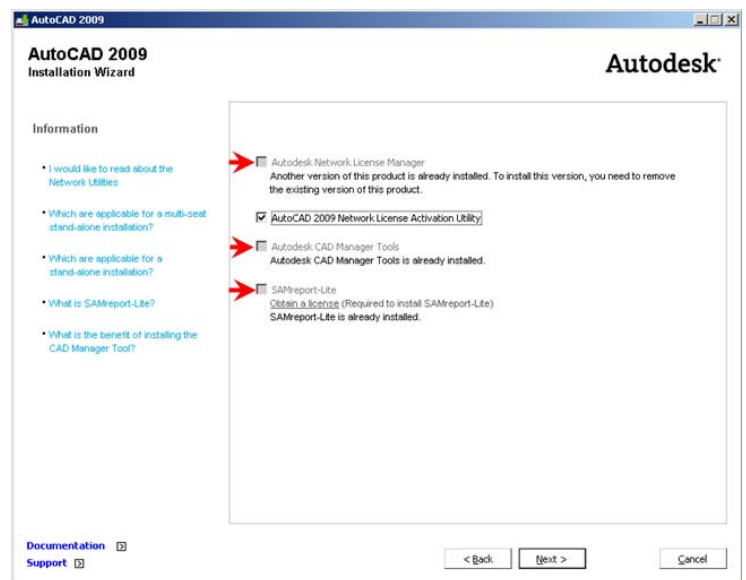 AutoCAD 2009
AutoCAD 2009
Installation Wizard
Autodesk
Information
• I would like to read about the
Network Utilities
• Which are applicable for a multi-seat
stand-alone installation?
• Which are applicable for a
stand-alone installation?
• What is SAMreport-Lite?
• What is the benefit of installing the
CAD Manager Tool?
Autodesk Network License Manager
Another version of this product is already installed. To install this version, you need to remove
the existing version of this product.
AutoCAD 2009 Network License Activation Utility
Autodesk CAD Manager Tools
Autodesk CAD Manager Tools is already installed.
SAMreport-Lite
Obtain a license (Required to install SAMreport-Lite)
SAMreport-Lite is already installed.
Documentation
Support
< Back
Next >
Cancel